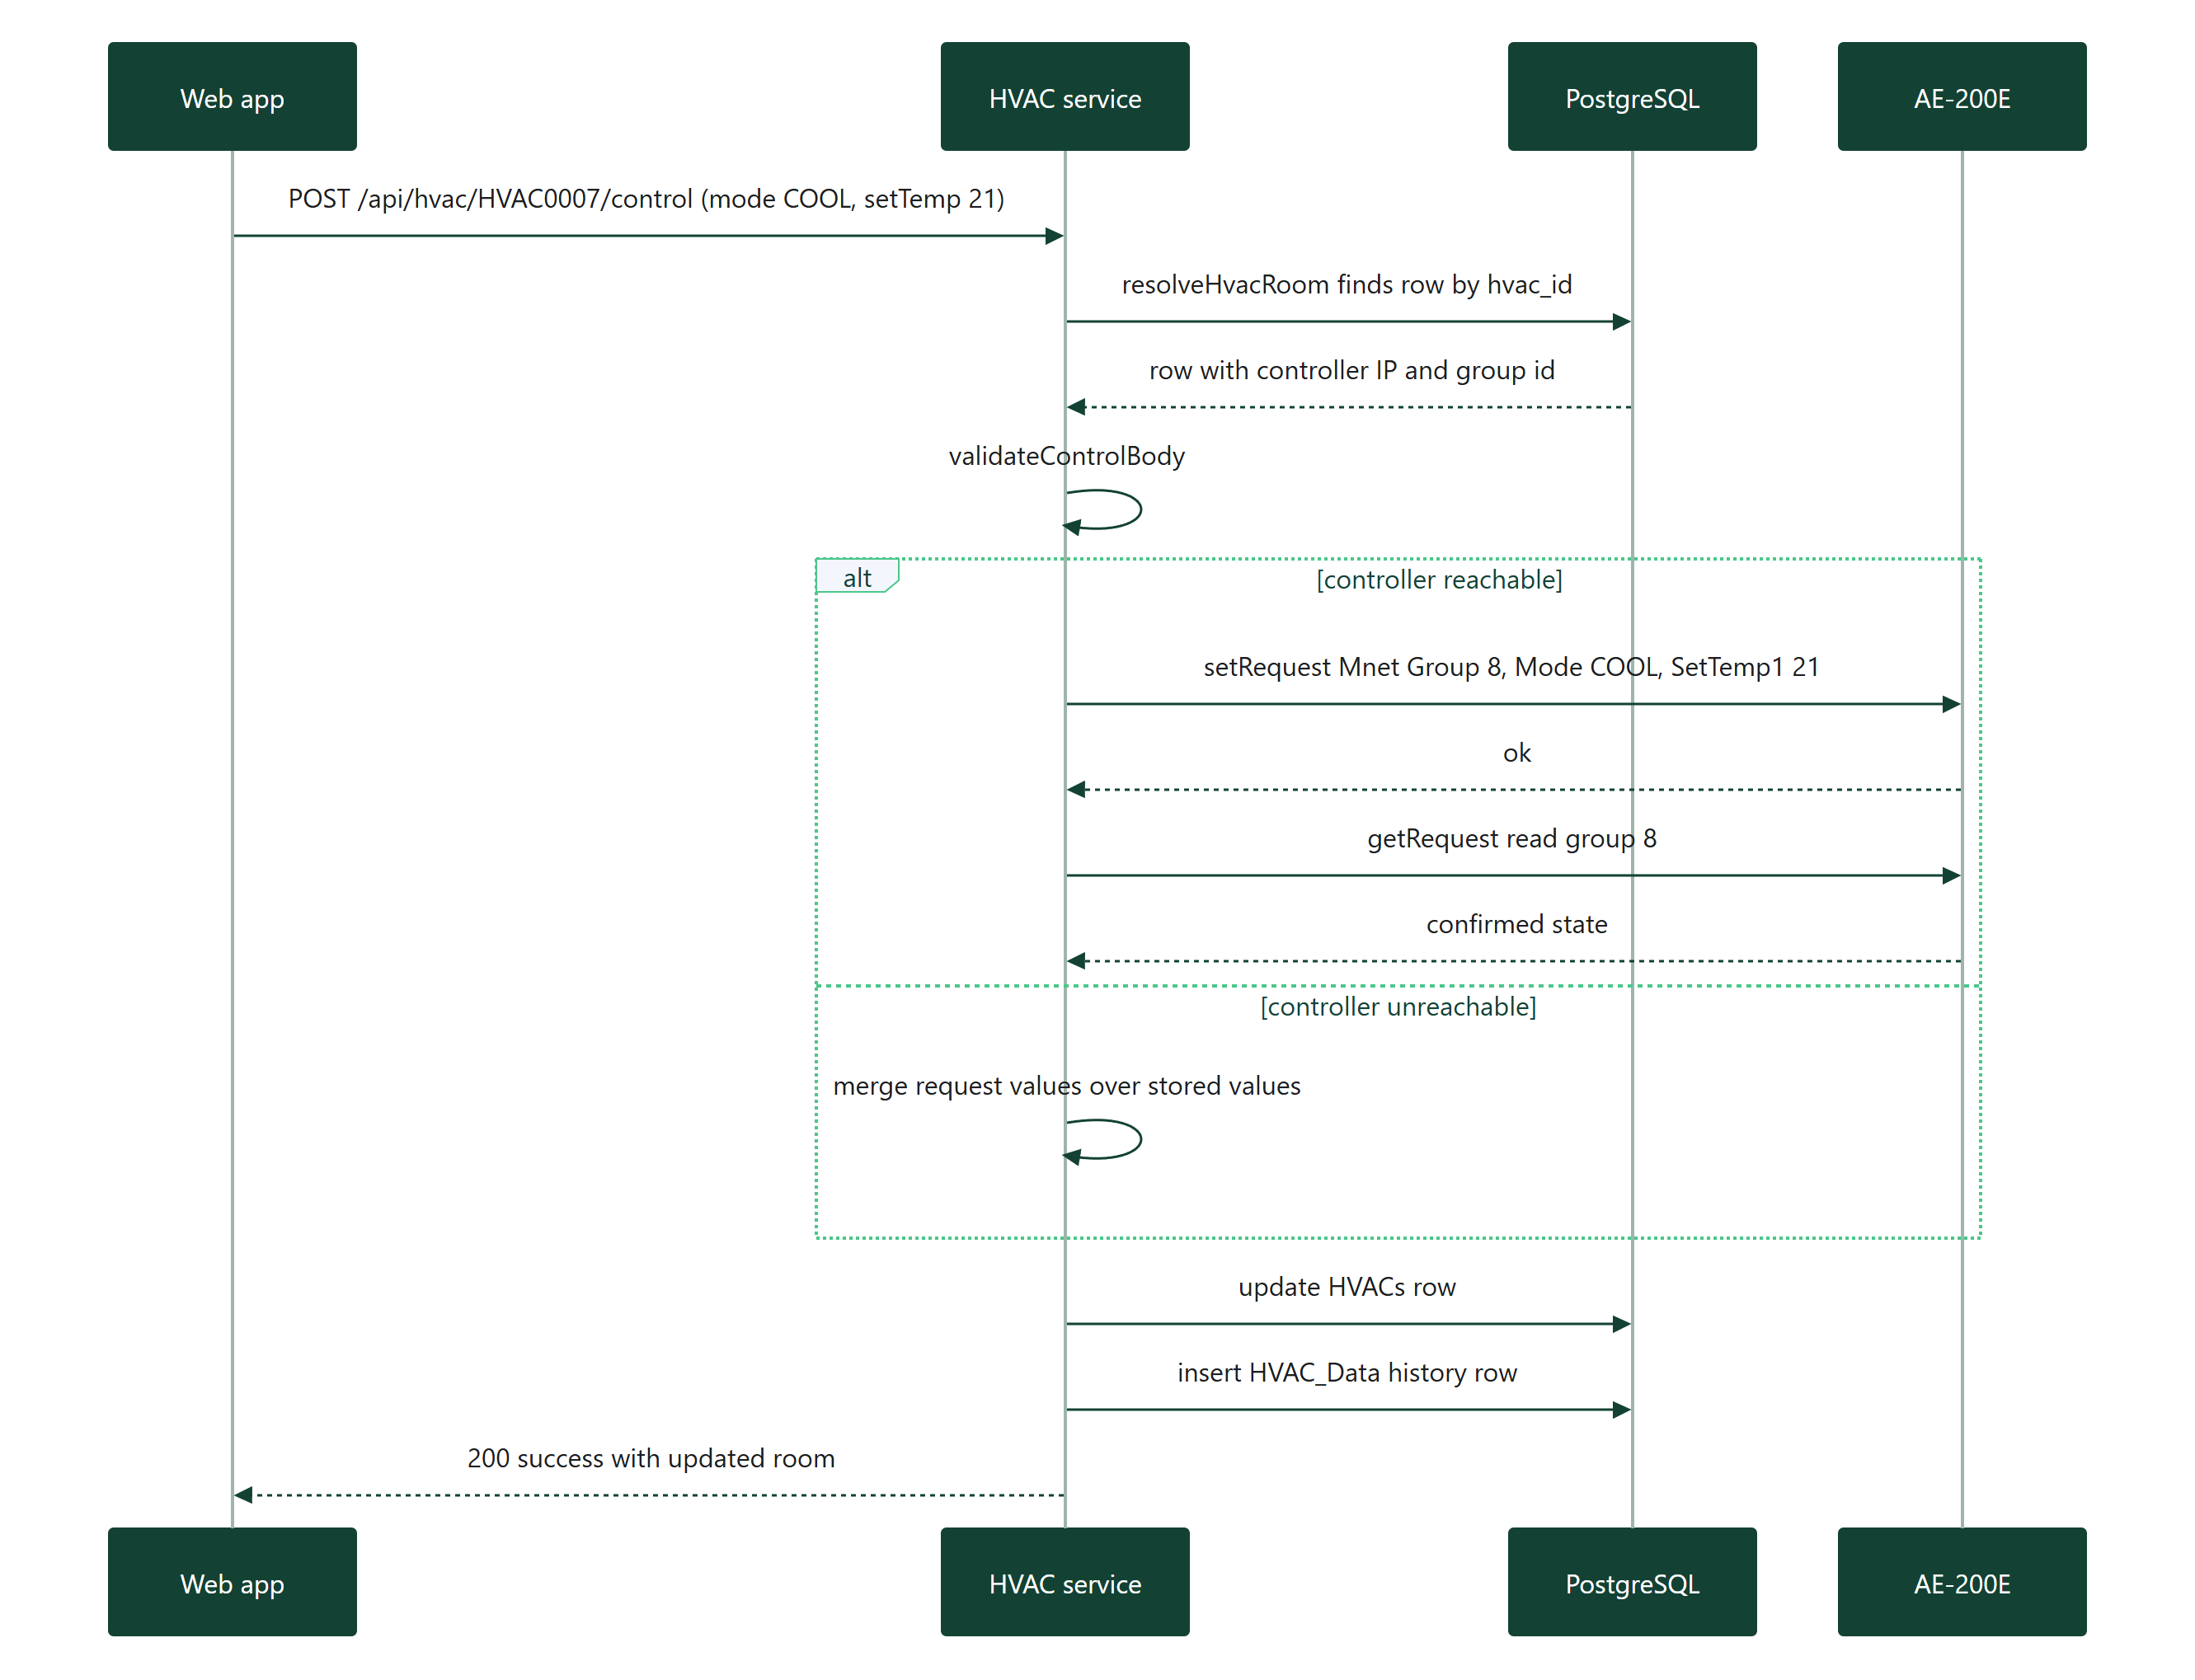 Web app
HVAC service
PostgreSQL
AE-200E
POST /api/hvac/HVAC0007/control (mode COOL, setTemp 21)
resolveHvacRoom finds row by hvac_id
row with controller IP and group id
validateControlBody
alt
[controller reachable]
setRequest Mnet Group 8, Mode COOL, SetTemp1 21
ok
getRequest read group 8
confirmed state
[controller unreachable]
merge request values over stored values
update HVACs row
insert HVAC_Data history row
200 success with updated room
Web app
HVAC service
PostgreSQL
AE-200E